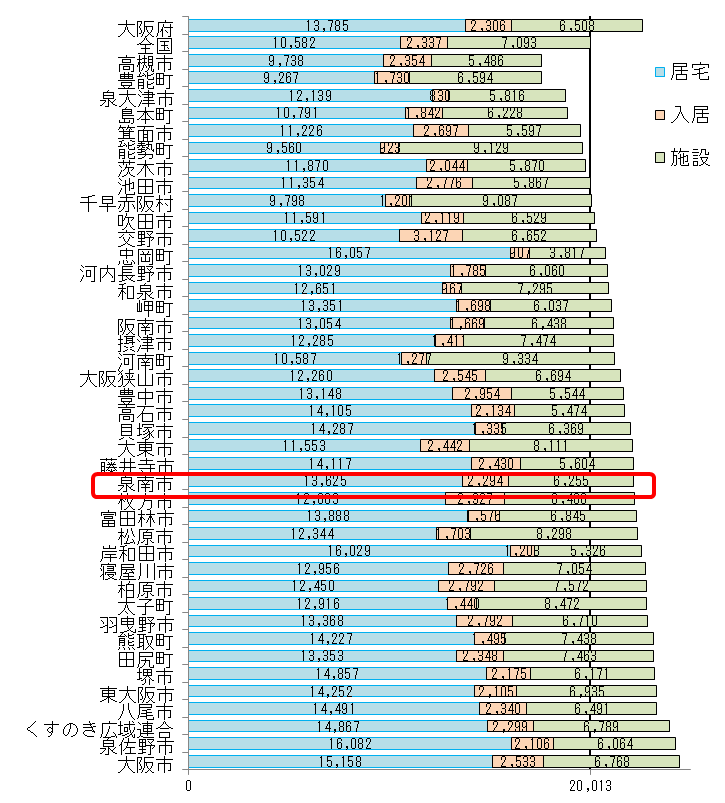 大阪府 13,785 2,306 6,508
全国 10,582 2,337 7,093
高槻市 9,738 2,354 5,486
豊能町 9,267 1,730 6,594
泉大津市 12,139 830 5,816
島本町 10,791 1,842 6,228
箕面市 11,226 2,697 5,597
能勢町 9,560 823 9,129
茨木市 11,870 2,044 5,870
池田市 11,354 2,776 5,867
千早赤阪村 9,798 1,201 9,087
吹田市 11,591 2,119 6,529
交野市 10,522 3,127 6,652
忠岡町 16,057 907 3,817
河内長野市 13,029 1,785 6,060
和泉市 12,651 967 7,295
岬町 13,351 1,698 6,037
阪南市 13,054 1,669 6,438
摂津市 12,285 1,411 7,474
河南町 10,587 1,277 9,334
大阪狭山市 12,260 2,545 6,694
豊中市 13,148 2,954 5,544
高石市 14,105 2,134 5,474
貝塚市 14,287 1,335 6,369
大東市 11,553 2,442 8,111
藤井寺市 14,117 2,430 5,604
泉南市 13,625 2,294 6,255
枚方市
富田林市 13,888 1,576 6,845
松原市 12,344 1,703 8,298
岸和田市 16,029 1,208 5,326
寝屋川市 12,956 2,726 7,054
柏原市 12,450 2,792 7,572
太子町 12,916 1,440 8,472
羽曳野市 13,368 2,792 6,710
熊取町 14,227 1,495 7,438
田尻町 13,353 2,348 7,463
堺市 14,857 2,175 6,171
東大阪市 14,252 2,105 6,935
八尾市 14,491 2,340 6,491
くすのき広域連合 14,867 2,299 6,789
泉佐野市 16,082 2,106 6,064
大阪市 15,158 2,533 6,768
0 20,013
居宅
入居
施設